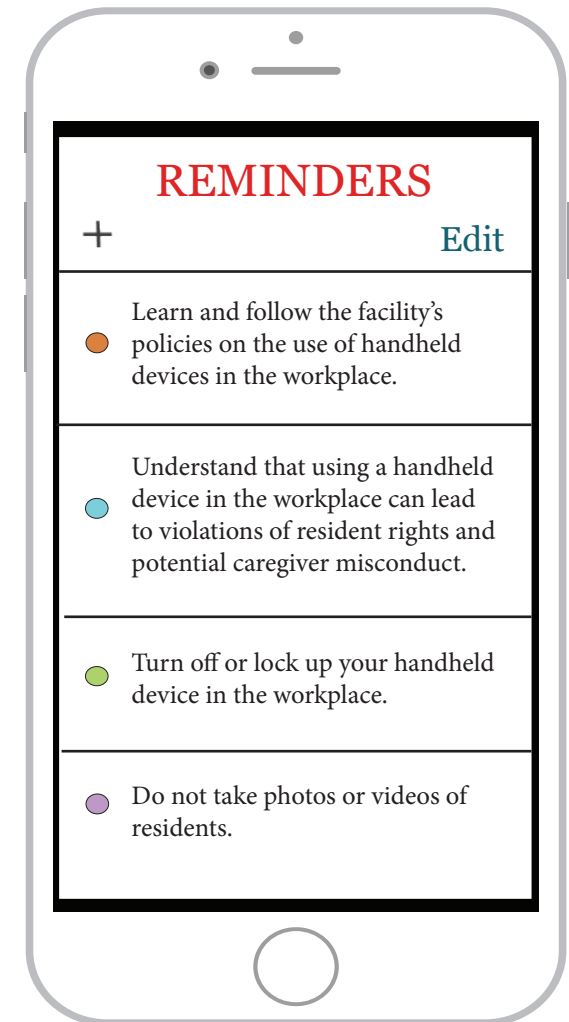 REMINDERS
+ Edit
Learn and follow the facility’s
policies on the use of handheld
devices in the workplace.
Understand that using a handheld
device in the workplace can lead
to violations of resident rights and
potential caregiver misconduct.
Turn off or lock up your handheld
device in the workplace.
Do not take photos or videos of
residents.